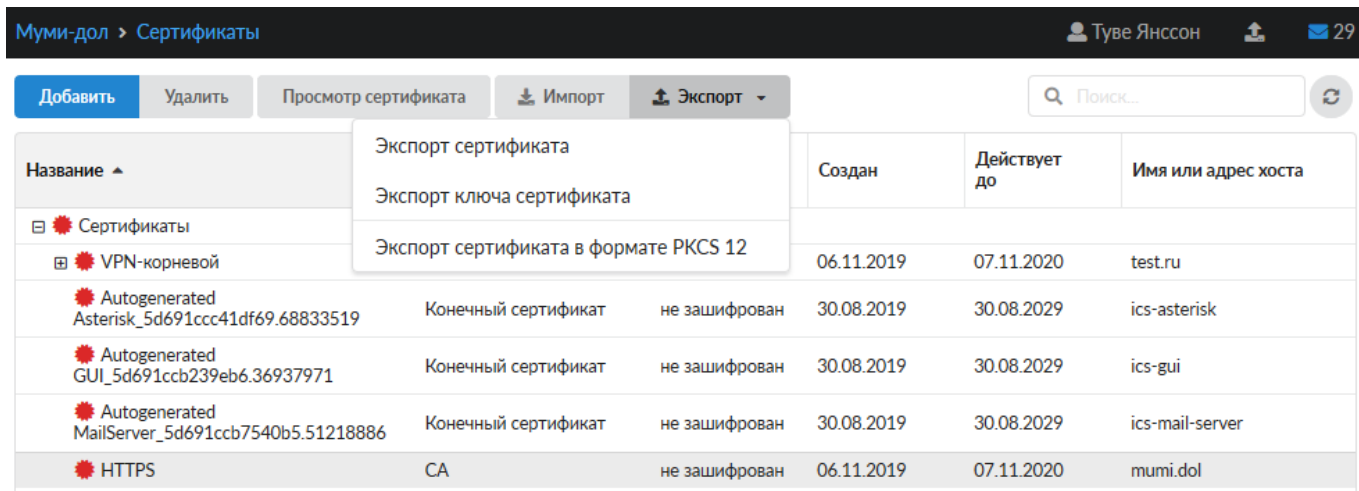 Муми-дол > Сертификаты
Туве Янссон
29
Добавить
Удалить
Просмотр сертификата
Импорт
Экспорт
Поиск...
Экспорт сертификата
Экспорт ключа сертификата
Экспорт сертификата в формате PKCS 12
Название
Создан
Действует
до
Имя или адрес хоста
Сертификаты
VPN-корневой
06.11.2019
07.11.2020
test.ru
Autogenerated
Asterisk_5d691ccc41df69.68833519
Конечный сертификат
не зашифрован
30.08.2019
30.08.2029
ics-asterisk
Autogenerated
GUI_5d691ccb239eb6.36937971
Конечный сертификат
не зашифрован
30.08.2019
30.08.2029
ics-gui
Autogenerated
MailServer_5d691ccb7540b5.51218886
Конечный сертификат
не зашифрован
30.08.2019
30.08.2029
ics-mail-server
HTTPS
CA
не зашифрован
06.11.2019
07.11.2020
mumi.dol